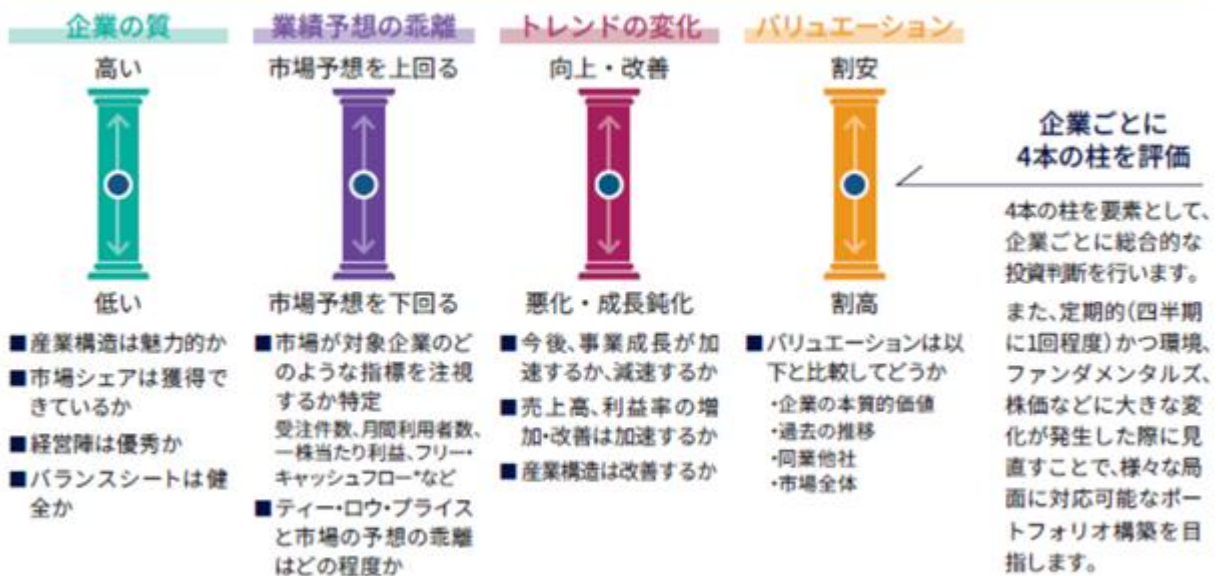 企業の質
高い
低い
■産業構造は魅力的か
■市場シェアは獲得で
きているか
■経営陣は優秀か
■バランスシートは健
全か
業績予想の乖離
市場予想を上回る
市場予想を下回る
■市場が対象企業のど
のような指標を注視
するか特定
受注件数、月間利用者数、
一株当たり利益、フリー・
キャッシュフロー*など
■ティー・ロウ・プライス
と市場の予想の乖離
はどの程度か
トレンドの変化
向上・改善
悪化・成長鈍化
■今後、事業成長が加
速するか、減速するか
■売上高、利益率の増
加・改善は加速するか
■産業構造は改善するか
バリュエーション
割安
割高
■バリュエーションは以
下と比較してどうか
・企業の本質的価値
・過去の推移
・同業他社
・市場全体
企業ごとに
4本の柱を評価
4本の柱を要素として、
企業ごとに総合的な
投資判断を行います。
また、定期的(四半期
に1回程度)かつ環境、
ファンダメンタルズ、
株価などに大きな変
化が発生した際に見
直すことで、様々な局
面に対応可能なポー
トフォリオ構築を目
指します。